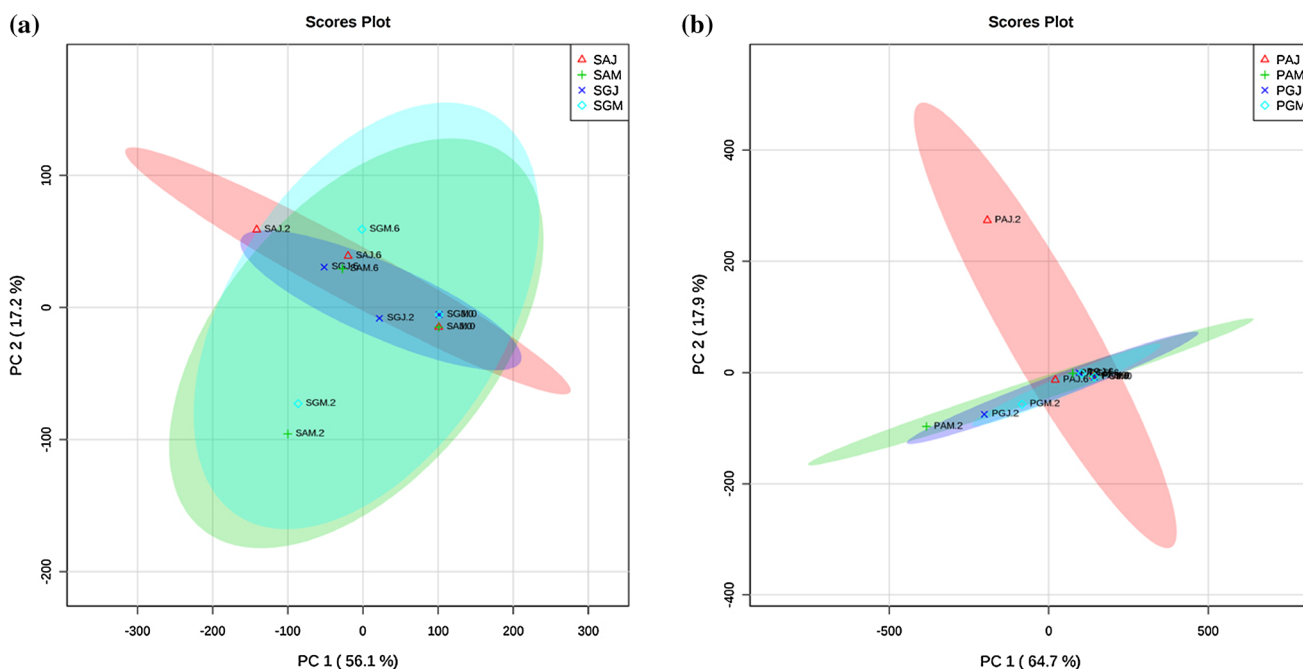 (a)
Scores Plot
SAJ
SAM
SGJ
SGM
SAJ.2
SGM.6
SAJ.6
SAM.6
SGJ.2
SGM.2
SAM.2
100
0
-100
-200
PC 2 ( 17.2 %)
-300 -200 -100 0 100 200 300
PC 1 ( 56.1 %)
(b)
Scores Plot
PAJ
PAM
PGJ
PGM
PAJ.2
PAJ.6
PGM.2
PGJ.2
PAM.2
400
200
0
-200
-400
PC 2 ( 17.9 %)
-500 0 500
PC 1 ( 64.7 %)